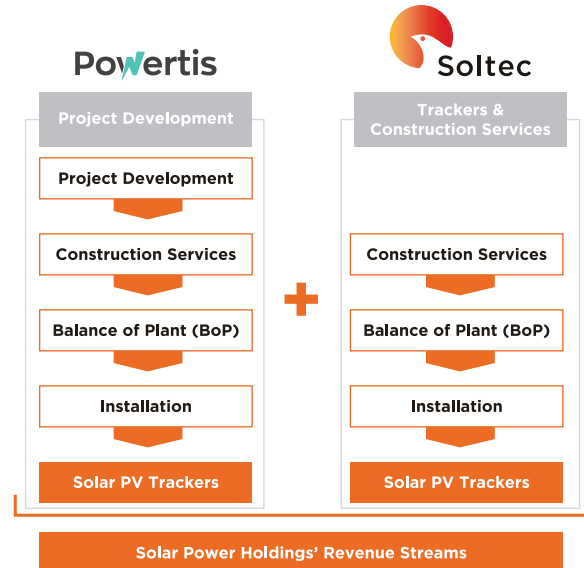 Powertis
Soltec
Project Development
Trackers &
Construction Services
Project Development
Construction Services
Construction Services
Balance of Plant (BoP)
Balance of Plant (BoP)
Installation
Installation
Solar PV Trackers
Solar PV Trackers
Solar Power Holdings’ Revenue Streams